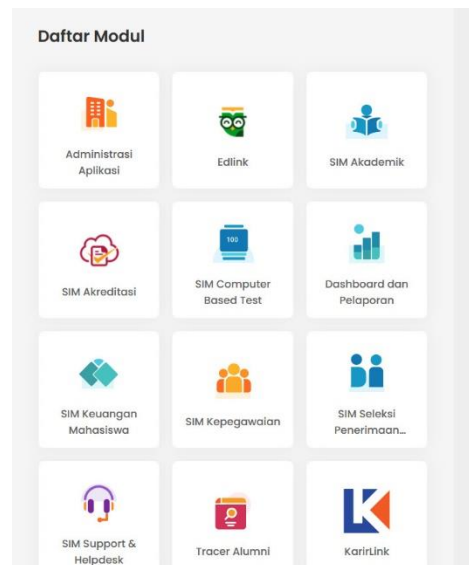 Daftar Modul
Administrasi
Aplikasi
Edlink
SIM Akademik
SIM Akreditasi
100
SIM Computer
Based Test
Dashboard dan
Pelaporan
SIM Keuangan
Mahasiswa
SIM Kepegawaian
SIM Seleksi
Penerimaan...
SIM Support &
Helpdesk
Tracer Alumni
KarirLink